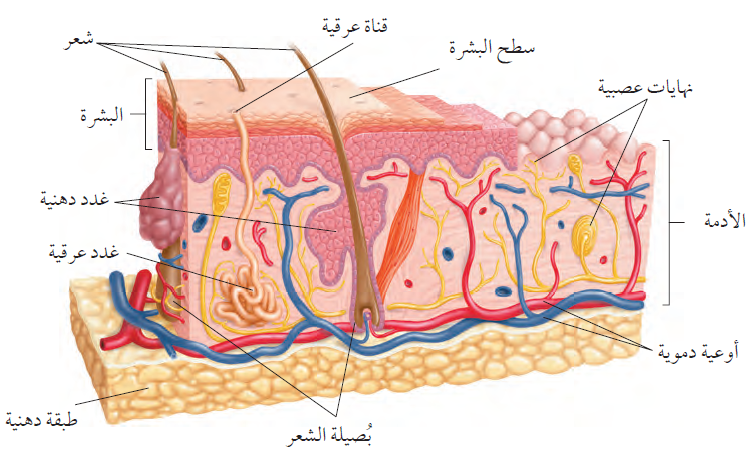 قناة عرقية
شعر
سطح البشرة
نهايات عصبية
البشرة
غدد دهنية
الأدمة
غدد عرقية
أوعية دموية
طبقة دهنية
بُصيلة الشعر